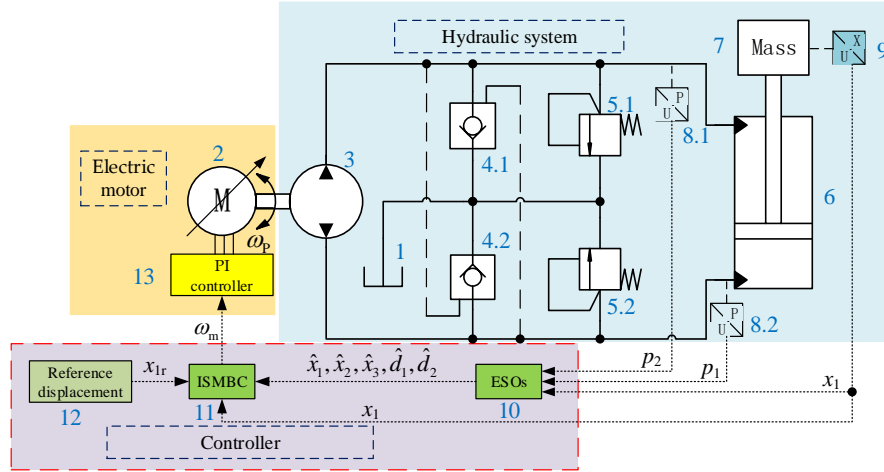 Hydraulic system
7
Mass
X
U
9
5.1
P
U
8.1
4.1
Electric
motor
2
3
M
6
ω_P
1
4.2
13
PI
controller
5.2
P
U
8.2
ω_m
p_2
p_1
Reference
displacement
x_{1r}
ISMBC
x̂_1, x̂_2, x̂_3, d̂_1, d̂_2
ESOs
x_1
12
11
x_1
10
Controller